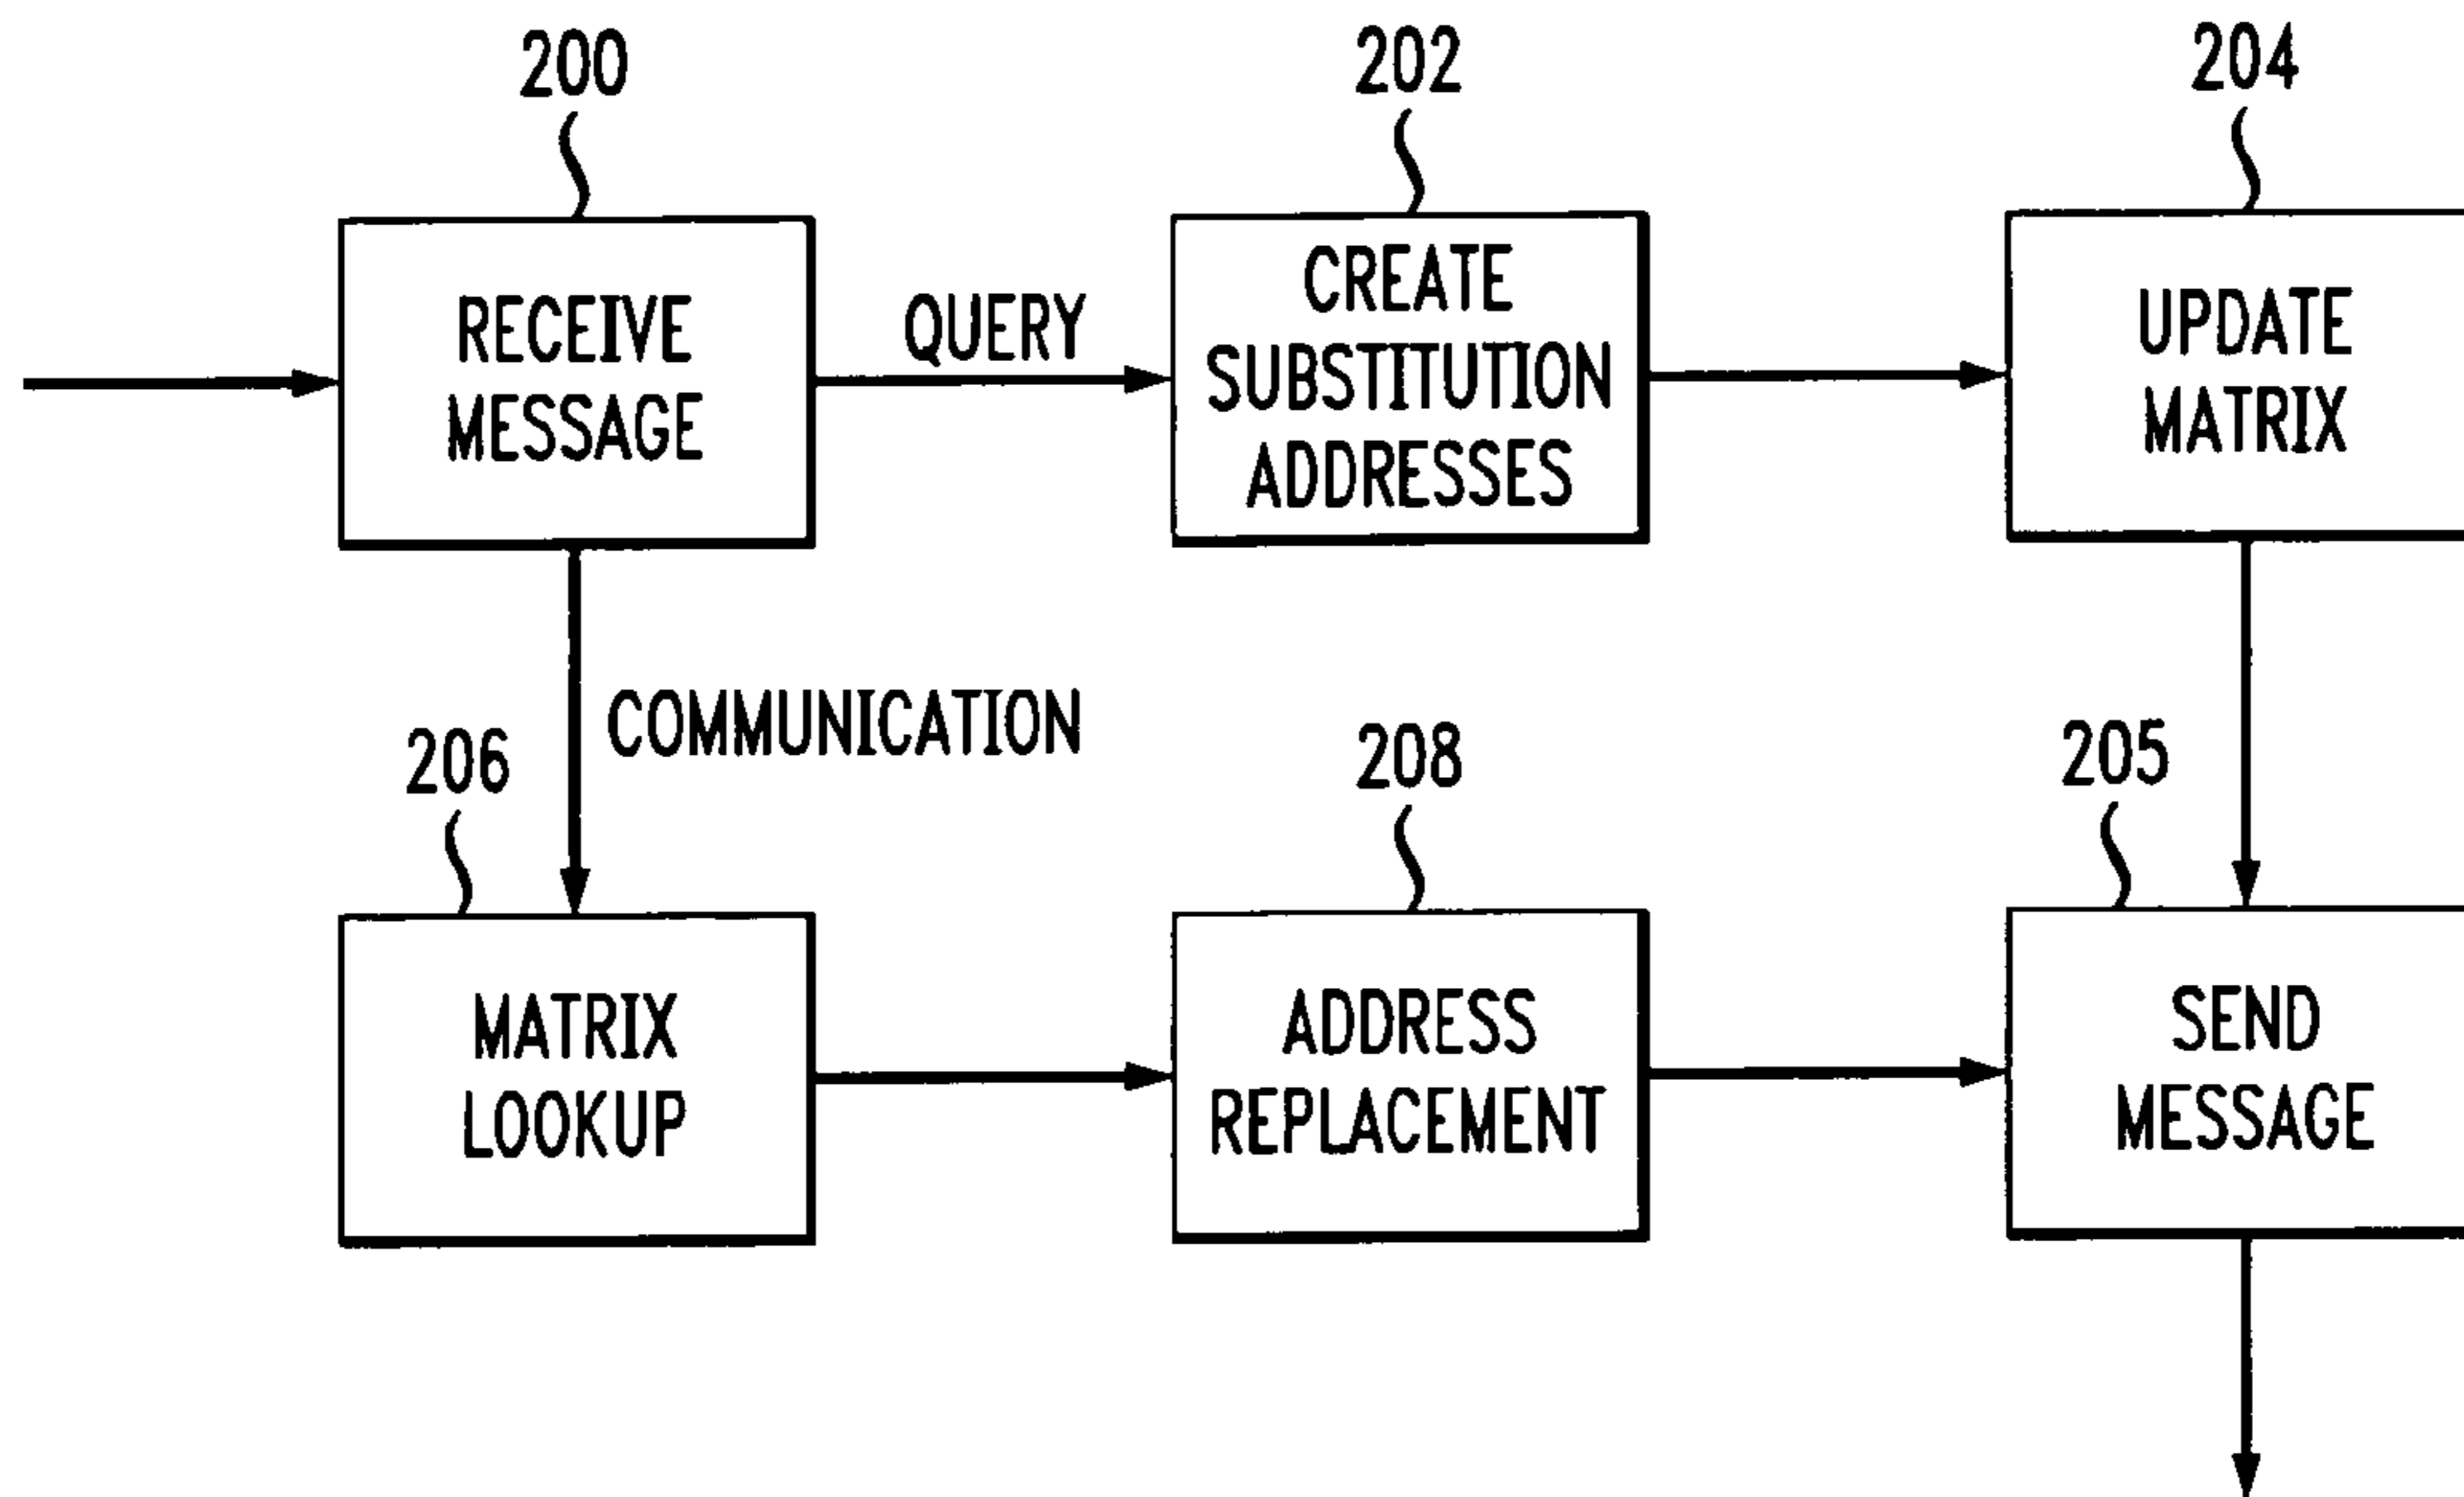 200
202
204
RECEIVE
MESSAGE
QUERY
CREATE
SUBSTITUTION
ADDRESSES
UPDATE
MATRIX
COMMUNICATION
206
208
205
MATRIX
LOOKUP
ADDRESS
REPLACEMENT
SEND
MESSAGE